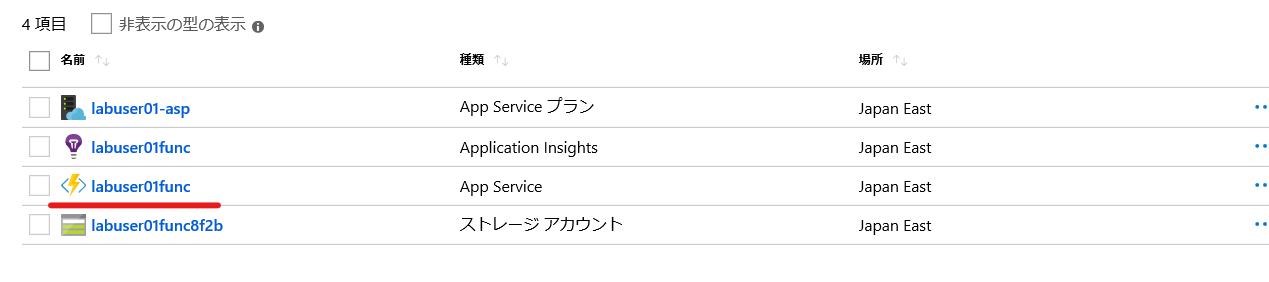 4 項目 非表示の型の表示
名前 種類 場所
labuser01-asp App Service プラン Japan East
labuser01func Application Insights Japan East
labuser01func App Service Japan East
labuser01func8f2b ストレージ アカウント Japan East